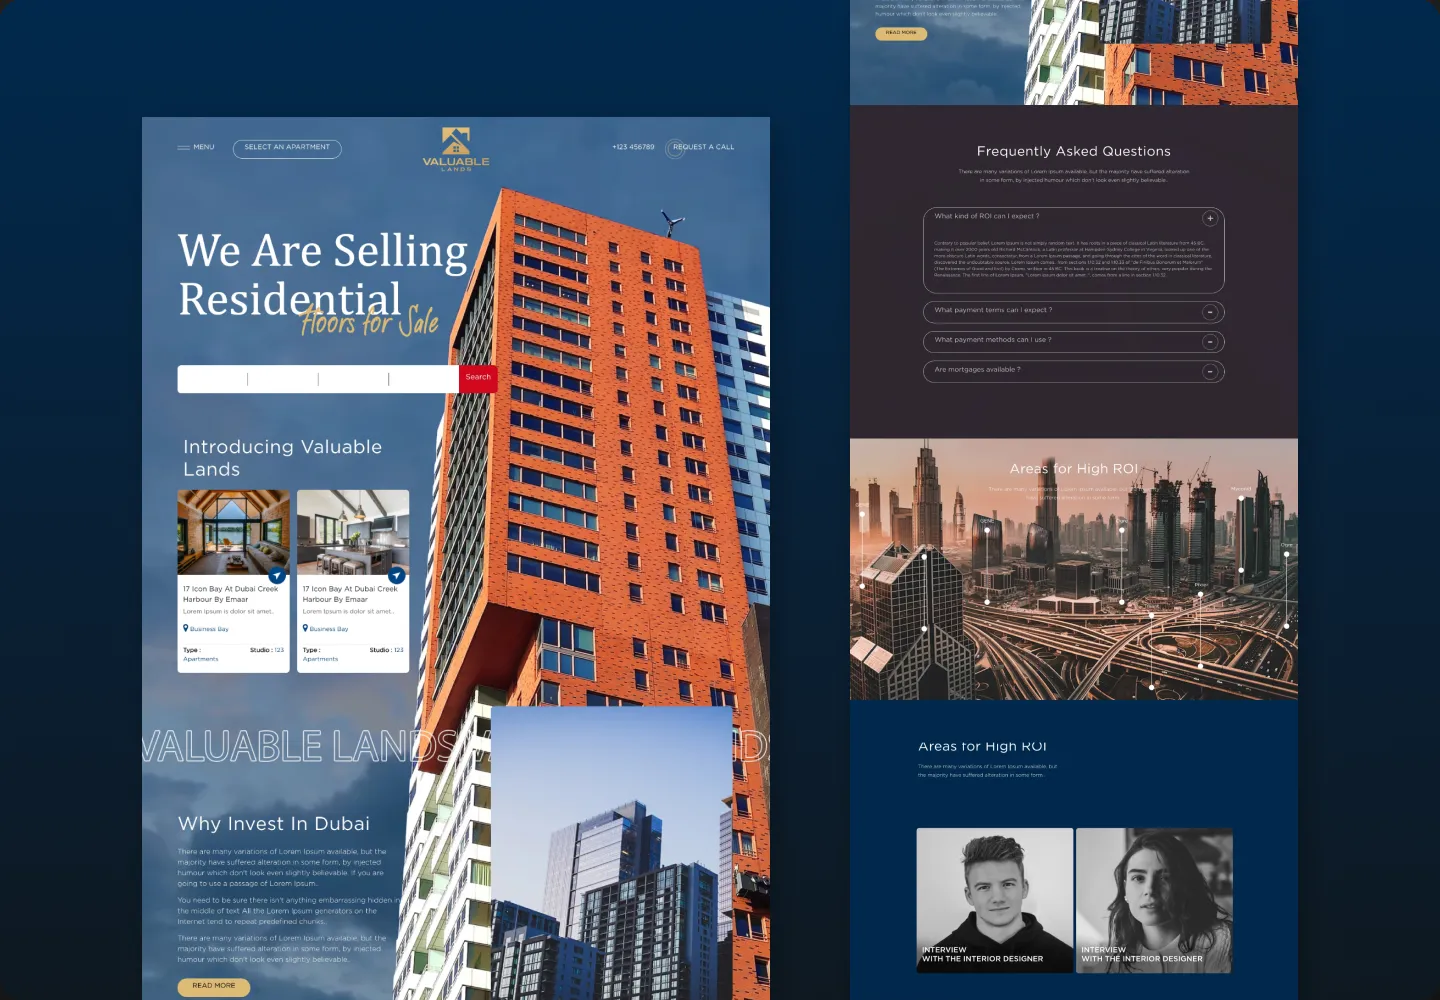 MENU
SELECT AN APARTMENT
VALUABLE
LANDS
+123 456789
REQUEST A CALL
We Are Selling
Residential
Floors for Sale
Search
Introducing Valuable
Lands
17 Icon Bay At Dubai Creek
Harbour By Emaar
Lorem Ipsum is dolor sit amet..
Business Bay
Type :
Studio : 123
Apartments
17 Icon Bay At Dubai Creek
Harbour By Emaar
Lorem Ipsum is dolor sit amet..
Business Bay
Type :
Studio : 123
Apartments
VALUABLE LANDS
Why Invest In Dubai
There are many variations of Lorem Ipsum available, but the
majority have suffered alteration in some form, by injected
humour which don't look even slightly believable. If you are
going to use a passage of Lorem Ipsum.
You need to be sure there isn't anything embarrassing hidden in
the middle of text All the Lorem Ipsum generators on the
Internet tend to repeat predefined chunks..
There are many variations of Lorem Ipsum available, but the
majority have suffered alteration in some form, by injected
humour which don't look even slightly believable..
READ MORE
majority have suffered alteration in some form, by injected
humour which don't look even slightly believable.
READ MORE
Frequently Asked Questions
There are many variations of Lorem Ipsum available, but the majority have suffered alteration
in some form, by injected humour which don't look even slightly believable..
What kind of ROI can I expect ?
What payment terms can I expect ?
What payment methods can I use ?
Are mortgages available ?
Areas for High ROI
There are many variations of Lorem Ipsum available
Areas for High ROI
There are many variations of Lorem Ipsum available, but
the majority have suffered alteration in some form..
INTERVIEW
WITH THE INTERIOR DESIGNER
INTERVIEW
WITH THE INTERIOR DESIGNER